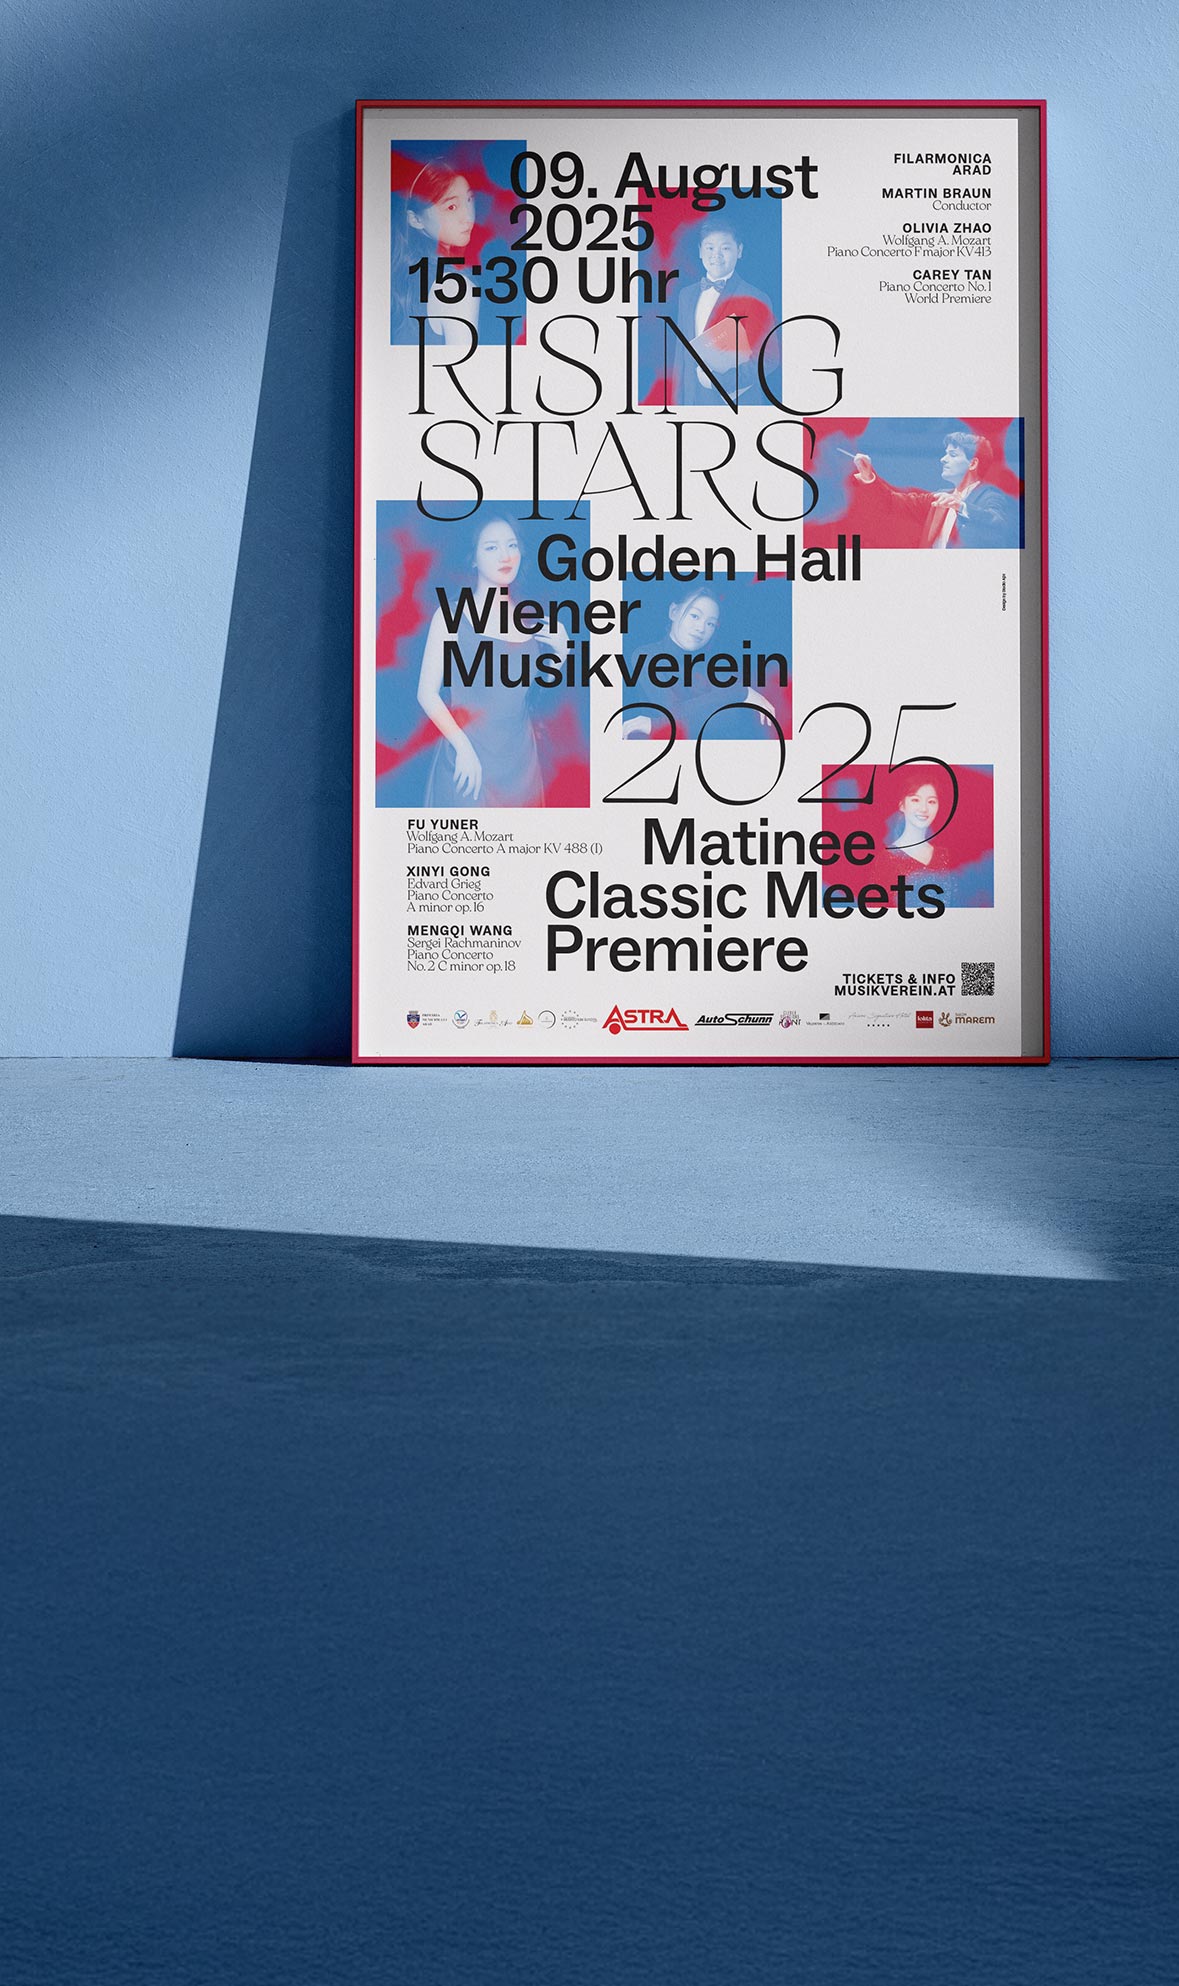 09. August
2025
15:30 Uhr
RISING
STARS
Golden Hall
Wiener
Musikverein
2025
Matinee
Classic Meets
Premiere
FILARMONICA
ARAD
MARTIN BRAUN
Conductor
OLIVIA ZHAO
Wolfgang A. Mozart
Piano Concerto F major KV413
CAREY TAN
Piano Concerto No. 1
World Premiere
FU YUNER
Wolfgang A. Mozart
Piano Concerto A major KV 488 (I)
XINYI GONG
Edvard Grieg
Piano Concerto
A minor op. 16
MENGQI WANG
Sergei Rachmaninov
Piano Concerto
No. 2 C minor op. 18
TICKETS & INFO
MUSIKVEREIN.AT
ASTRA
AutoSchunn
MAREM